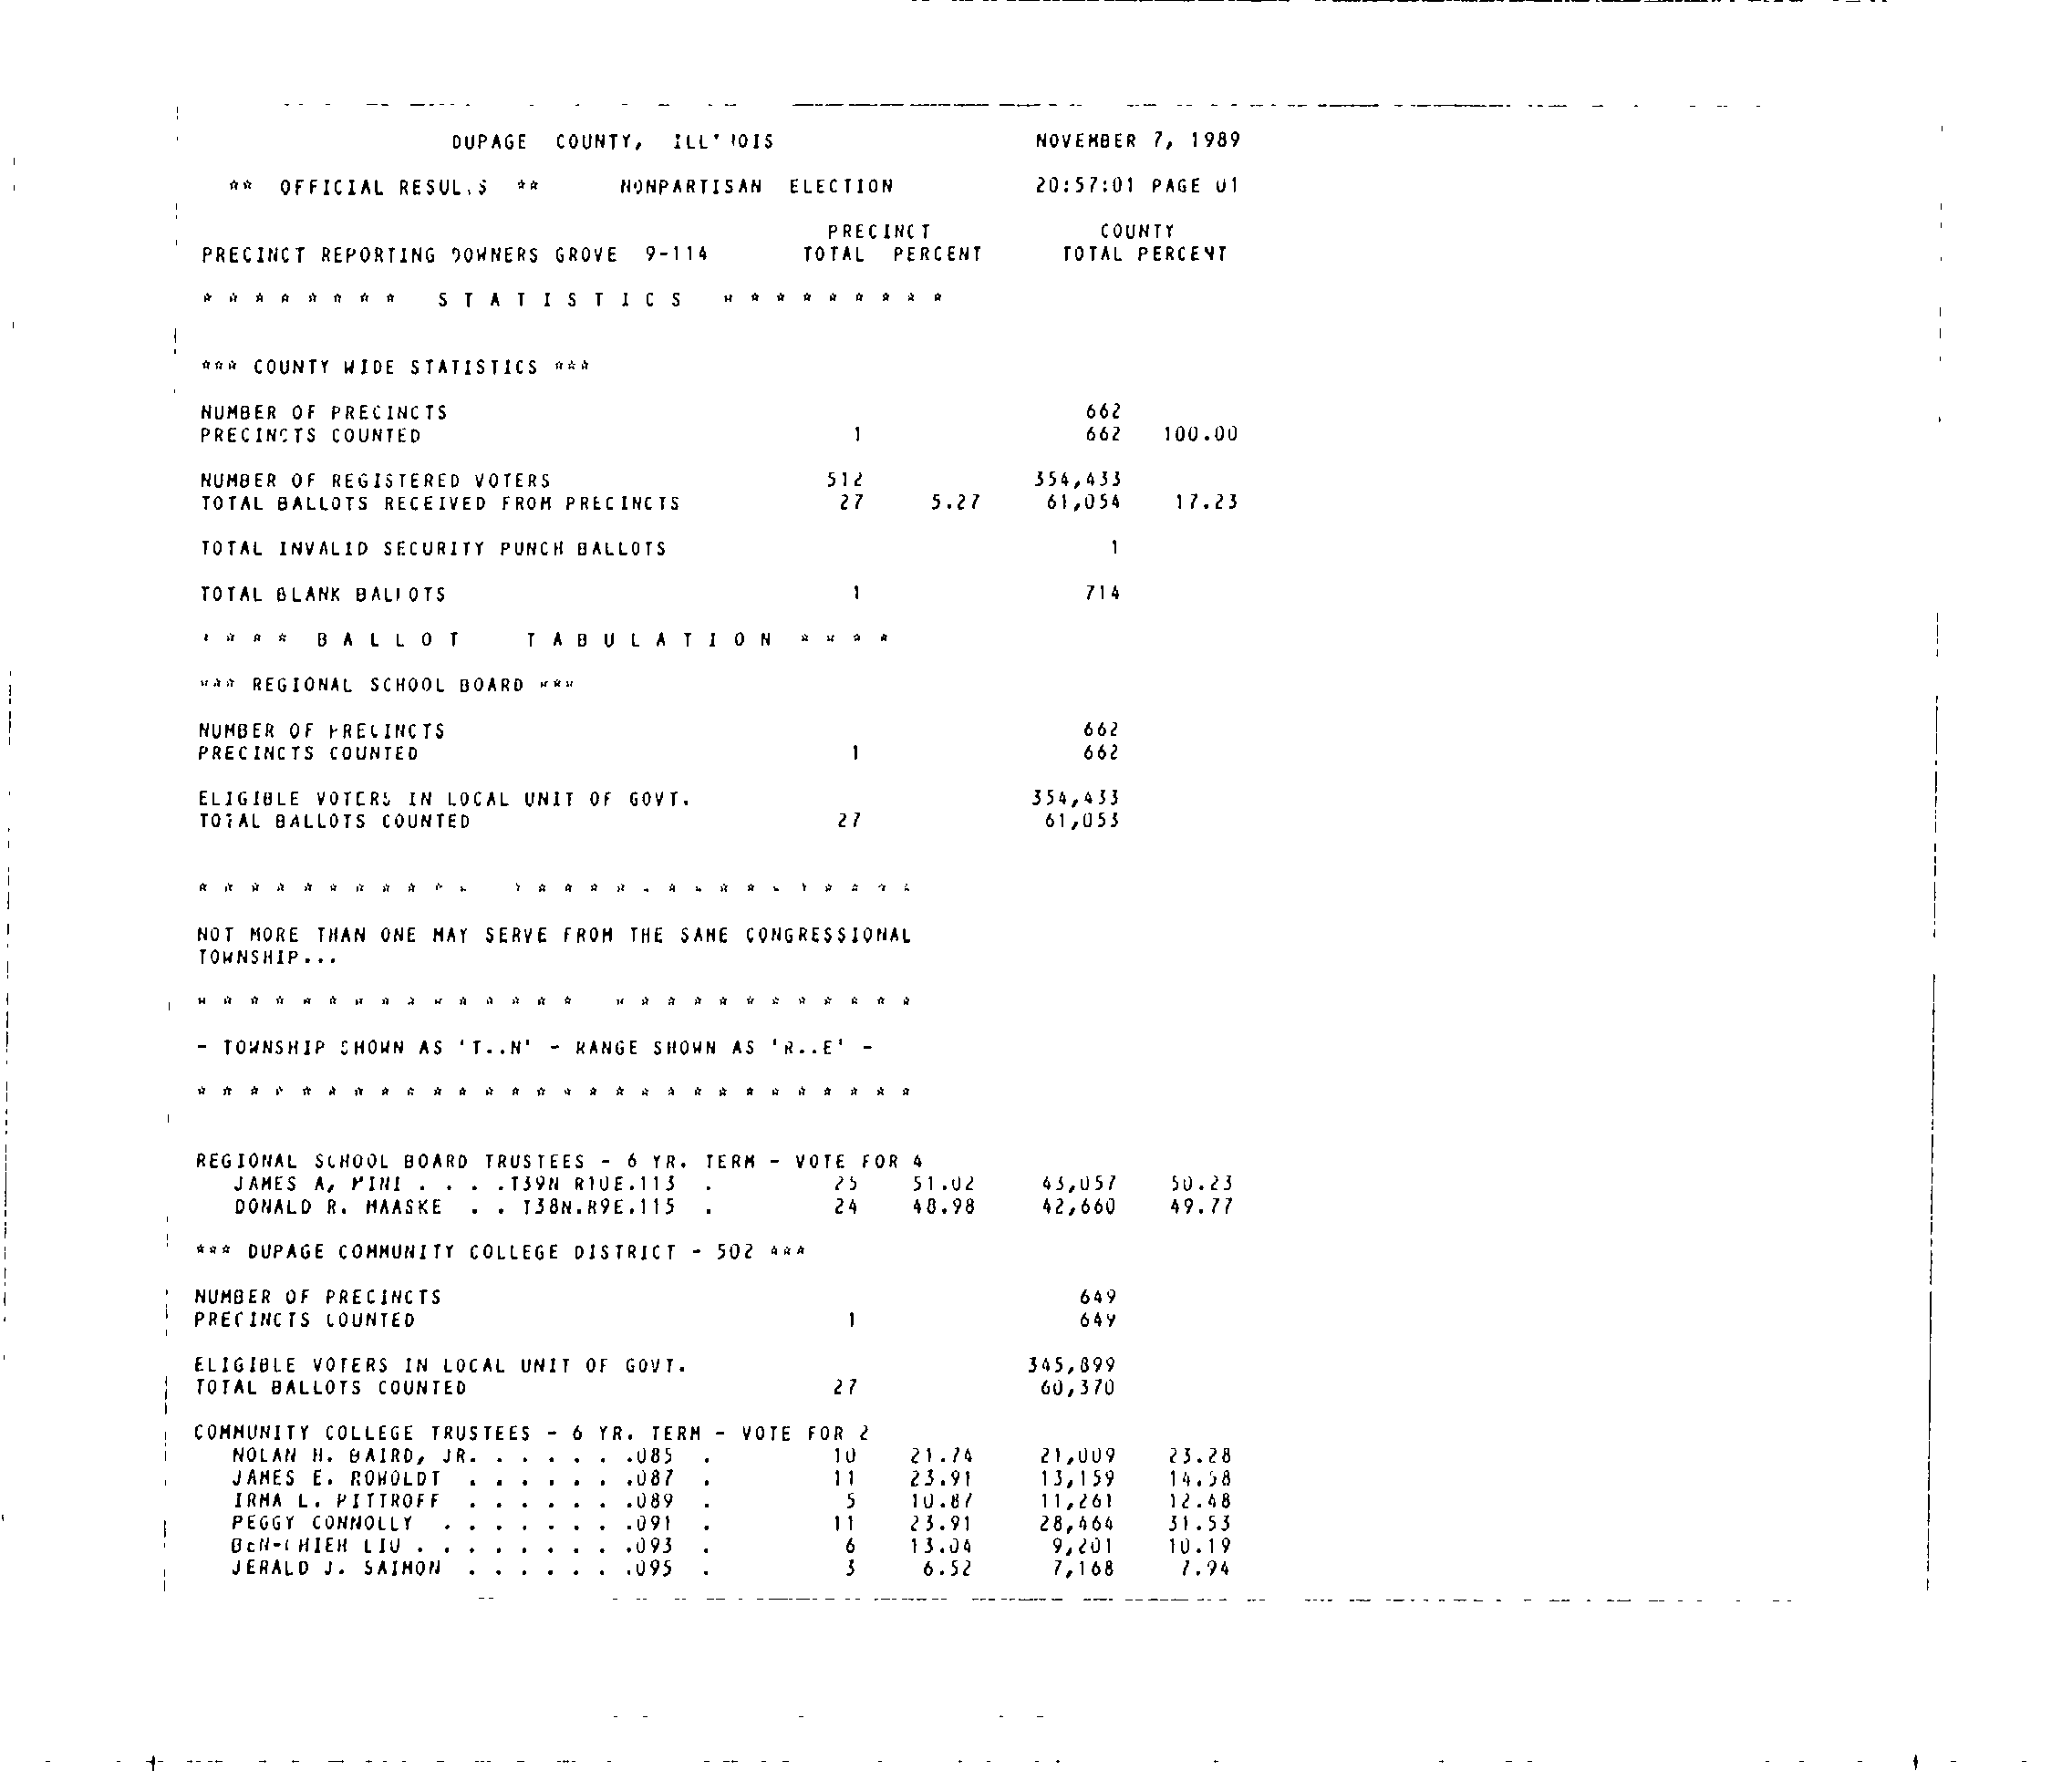 DUPAGE COUNTY, ILLINOIS NOVEMBER 7, 1989
** OFFICIAL RESULTS ** NONPARTISAN ELECTION 20:57:01 PAGE 01
PRECINCT COUNTY
PRECINCT REPORTING DOWNERS GROVE 9-114 TOTAL PERCENT TOTAL PERCENT
* * * * * * * * S T A T I S T I C S * * * * * * * * *
*** COUNTY WIDE STATISTICS ***
NUMBER OF PRECINCTS 662
PRECINCTS COUNTED 1 662 100.00
NUMBER OF REGISTERED VOTERS 512 354,433
TOTAL BALLOTS RECEIVED FROM PRECINCTS 27 5.27 61,054 17.23
TOTAL INVALID SECURITY PUNCH BALLOTS 1
TOTAL BLANK BALLOTS 1 714
* * * * B A L L O T T A B U L A T I O N * * * *
*** REGIONAL SCHOOL BOARD ***
NUMBER OF PRECINCTS 662
PRECINCTS COUNTED 1 662
ELIGIBLE VOTERS IN LOCAL UNIT OF GOVT. 354,433
TOTAL BALLOTS COUNTED 27 61,053
* * * * * * * * * * * * * * * * * * * * * * * * * * *
NOT MORE THAN ONE MAY SERVE FROM THE SAME CONGRESSIONAL
TOWNSHIP...
* * * * * * * * * * * * * * * * * * * * * * * * * * *
- TOWNSHIP SHOWN AS 'T..N' - RANGE SHOWN AS 'R..E' -
* * * * * * * * * * * * * * * * * * * * * * * * * * * *
REGIONAL SCHOOL BOARD TRUSTEES - 6 YR. TERM - VOTE FOR 4
JAMES A, PINI . . . .T39N R10E.113 . 25 51.02 43,057 50.23
DONALD R. MAASKE . . T38N.R9E.115 . 24 48.98 42,660 49.77
*** DUPAGE COMMUNITY COLLEGE DISTRICT - 502 ***
NUMBER OF PRECINCTS 649
PRECINCTS COUNTED 1 649
ELIGIBLE VOTERS IN LOCAL UNIT OF GOVT. 345,899
TOTAL BALLOTS COUNTED 27 60,370
COMMUNITY COLLEGE TRUSTEES - 6 YR. TERM - VOTE FOR 2
NOLAN H. BAIRD, JR. . . . . . .085 . 10 21.74 21,009 23.28
JAMES E. ROWOLDT . . . . . . .087 . 11 23.91 13,159 14.58
IRMA L. PITTROFF . . . . . . .089 . 5 10.87 11,261 12.48
PEGGY CONNOLLY . . . . . . . .091 . 11 23.91 28,464 31.53
BEN-CHIEH LIU . . . . . . . . .093 . 6 13.04 9,201 10.19
JERALD J. SAIMON . . . . . . .095 . 3 6.52 7,168 7.94